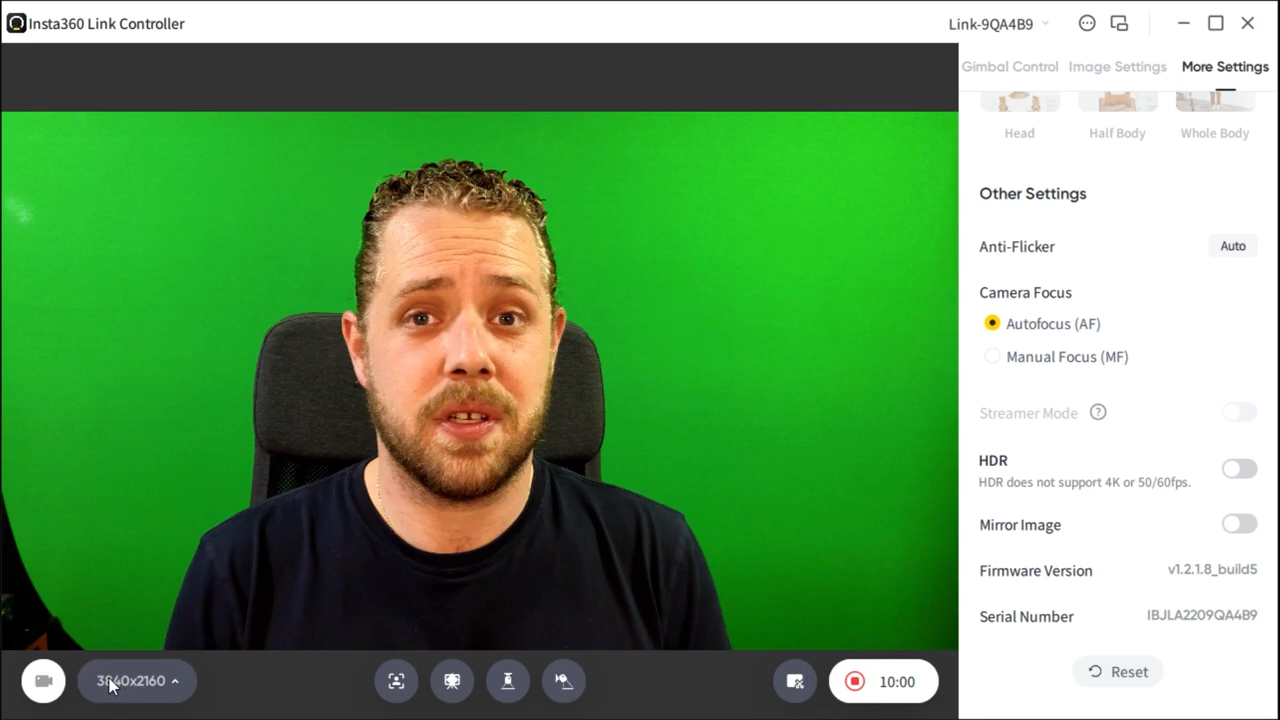 Insta360 Link Controller
Link-9QA4B9
Gimbal Control
Image Settings
More Settings
Head
Half Body
Whole Body
Other Settings
Anti-Flicker
Auto
Camera Focus
Autofocus (AF)
Manual Focus (MF)
Streamer Mode ?
HDR
HDR does not support 4K or 50/60fps.
Mirror Image
Firmware Version
v1.2.1.8_build5
Serial Number
IBJLA2209QA4B9
3840x2160
10:00
Reset